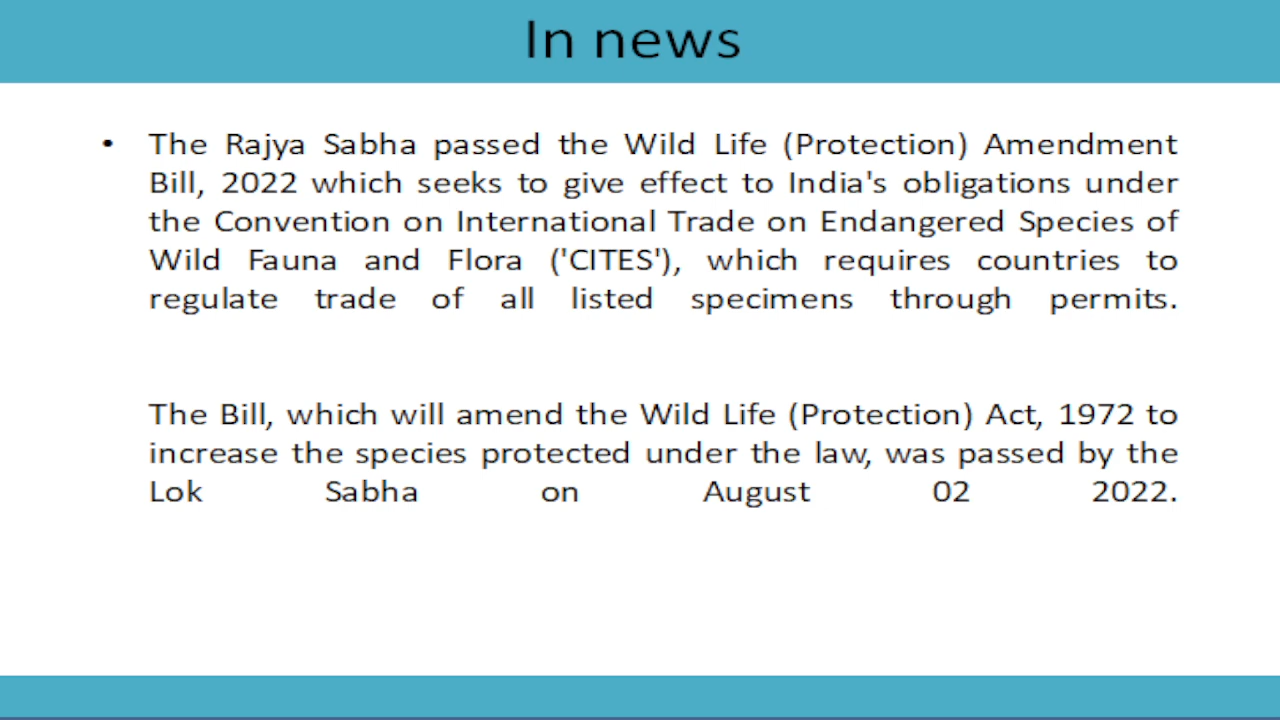 In news
• The Rajya Sabha passed the Wild Life (Protection) Amendment
Bill, 2022 which seeks to give effect to India's obligations under
the Convention on International Trade on Endangered Species of
Wild Fauna and Flora ('CITES'), which requires countries to
regulate trade of all listed specimens through permits.
The Bill, which will amend the Wild Life (Protection) Act, 1972 to
increase the species protected under the law, was passed by the
Lok Sabha on August 02 2022.